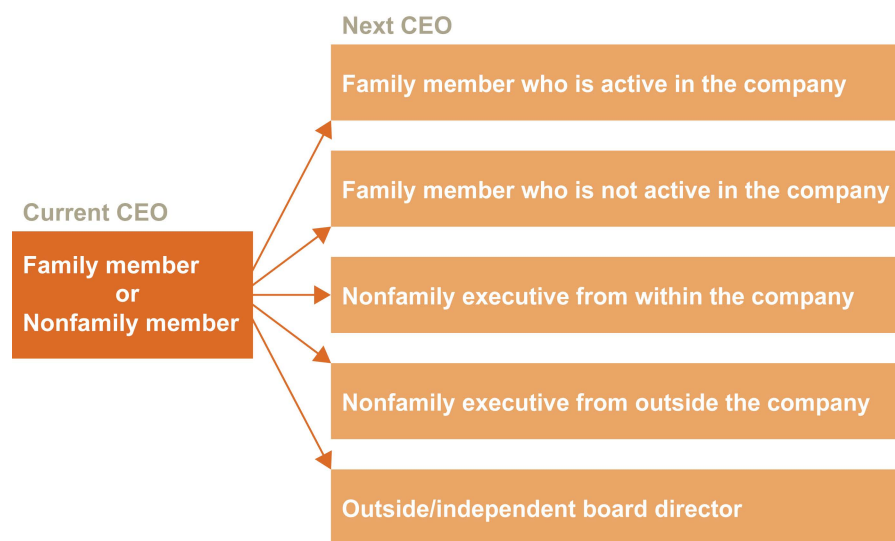 Next CEO
Family member who is active in the company
Family member who is not active in the company
Current CEO
Family member
or
Nonfamily member
Nonfamily executive from within the company
Nonfamily executive from outside the company
Outside/independent board director